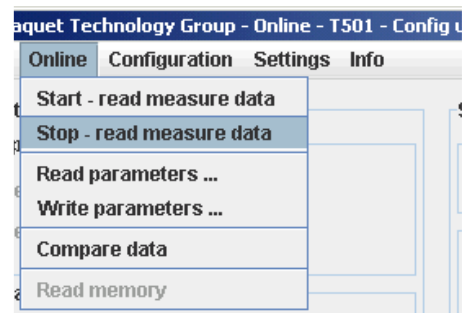 aquet Technology Group - Online - T501 - Config u
Online Configuration Settings Info
Start - read measure data
Stop - read measure data
Read parameters ...
Write parameters ...
Compare data
Read memory